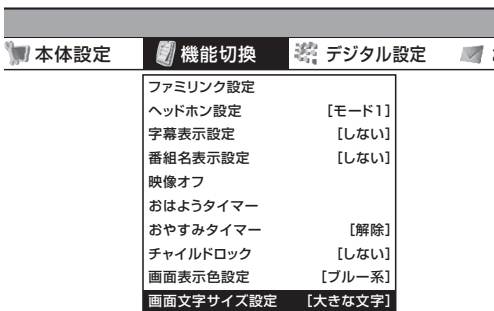 本体設定 機能切換 デジタル設定
ファミリンク設定
ヘッドホン設定 [モード1]
字幕表示設定 [しない]
番組名表示設定 [しない]
映像オフ
おはようタイマー
おやすみタイマー [解除]
チャイルドロック [しない]
画面表示色設定 [ブルー系]
画面文字サイズ設定 [大きな文字]